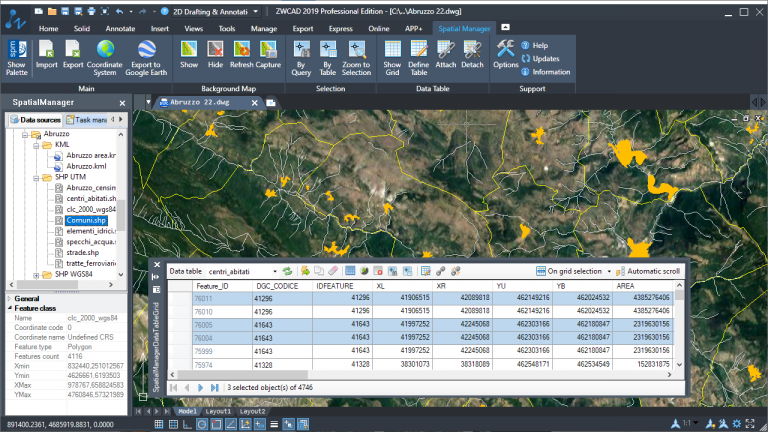 2D Drafting & Annotati
ZWCAD 2019 Professional Edition - [C:\...\Abruzzo 22.dwg]
Home Solid Annotate Insert Views Tools Manage Export Express Online APP+ Spatial Manager
Show Palette
Import
Export
Coordinate System
Export to Google Earth
Show
Hide
Refresh
Capture
By Query
By Table
Zoom to Selection
Show Grid
Define Table
Attach
Detach
Options
Help
Updates
Information
Main Background Map Selection Data Table Support
SpatialManager
Abruzzo 22.dwg
Data sources Task mana
Abruzzo
KML
Abruzzo area.km
Abruzzo.kml
SHP UTM
Abruzzo_censim
centri_abitati.s
clc_2000_wgs84
Comuni.shp
elementi_idrici.s
specchi_acqua.s
strade.shp
tratte_ferroviarie
SHP WGS84
General
Feature class
Name clc_2000_wgs84
Coordinate code 0
Coordinate name Undefined CRS
Feature type Polygon
Features count 4116
Xmin 832440,251012567
Ymin 4626661,6193503
XMax 978767,658824583
YMax 4760846,57321989
SpatialManagerDataTableGrid
Data table centri_abitati On grid selection Automatic scroll
Feature_ID DGC_CODICE IDFEATURE XL XR YU YB AREA
76011 41296 41296 41906515 42089818 462149216 462024532 4385276406
76010 41296 41296 41906515 42089818 462149216 462024532 4385276406
76005 41643 41643 41997252 42245068 462303166 462180847 2319630156
76004 41643 41643 41997252 42245068 462303166 462180847 2319630156
75999 41643 41643 41997252 42245068 462303166 462180847 2319630156
75974 41328 41328 38301073 38318089 462548171 462534549 152831875
3 selected object(s) of 4746
Model Layout1 Layout2
891400.2361, 4685919.8831, 0.0000
1:1